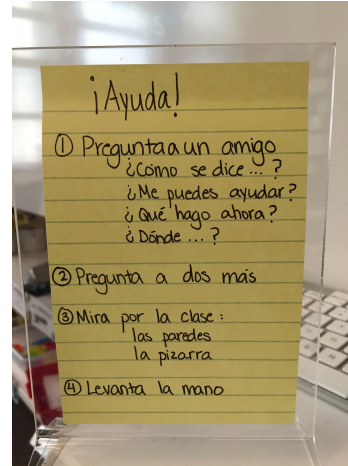 ¡Ayuda!
① Pregunta a un amigo
¿Cómo se dice ... ?
¿Me puedes ayudar?
¿Qué hago ahora?
¿Dónde ... ?
② Pregunta a dos más
③ Mira por la clase:
las paredes
la pizarra
④ Levanta la mano